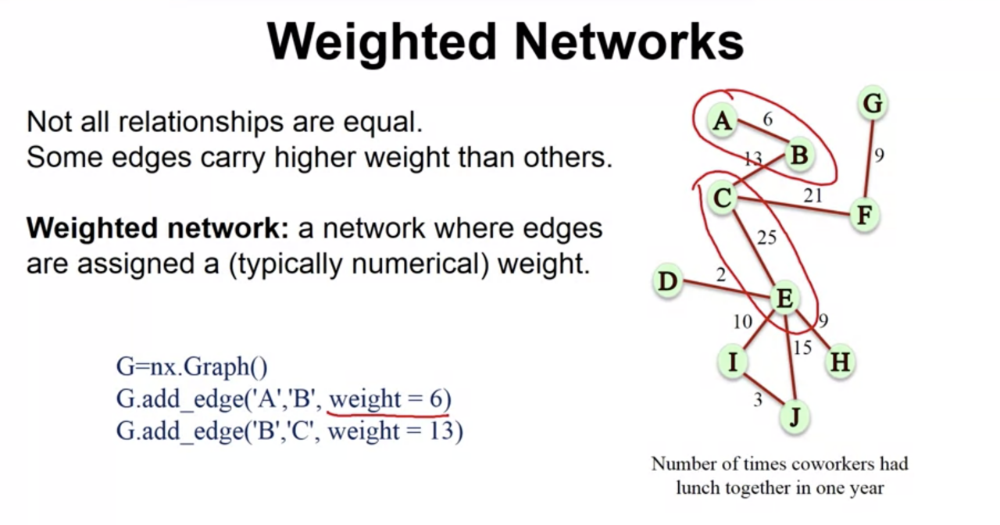 Weighted Networks
Not all relationships are equal.
Some edges carry higher weight than others.
Weighted network: a network where edges
are assigned a (typically numerical) weight.
G=nx.Graph()
G.add_edge('A','B', weight = 6)
G.add_edge('B','C', weight = 13)
G
A
6
B
13
9
C
21
F
25
D
2
E
10
9
15
I
H
3
J
Number of times coworkers had
lunch together in one year